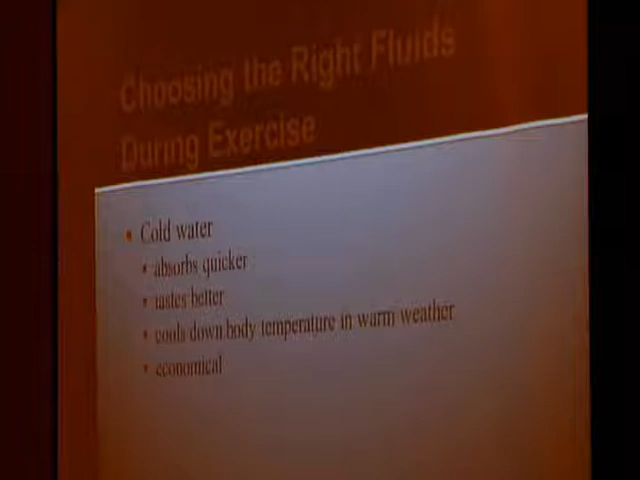 Choosing the Right Fluids
During Exercise
• Cold water
• absorbs quicker
• tastes better
• cools down body temperature in warm weather
• economical